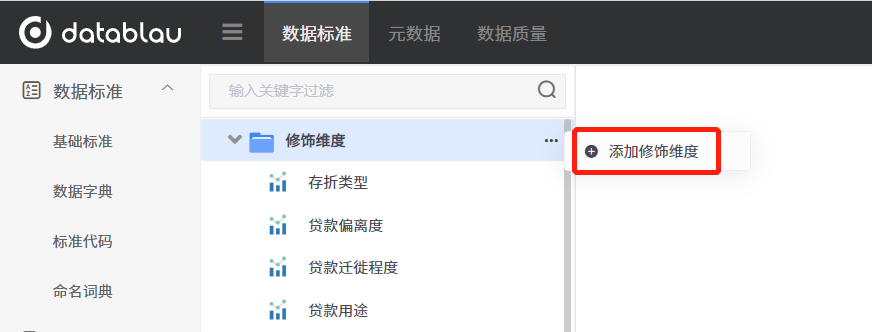 datablau
数据标准
元数据
数据质量
数据标准
基础标准
数据字典
标准代码
命名词典
输入关键字过滤
修饰维度
存折类型
贷款偏离度
贷款迁徙程度
贷款用途
添加修饰维度